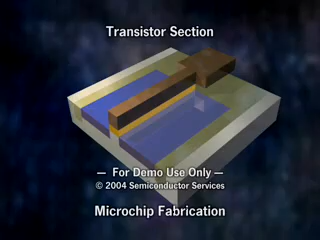 Transistor Section
— For Demo Use Only —
© 2004 Semiconductor Services
Microchip Fabrication